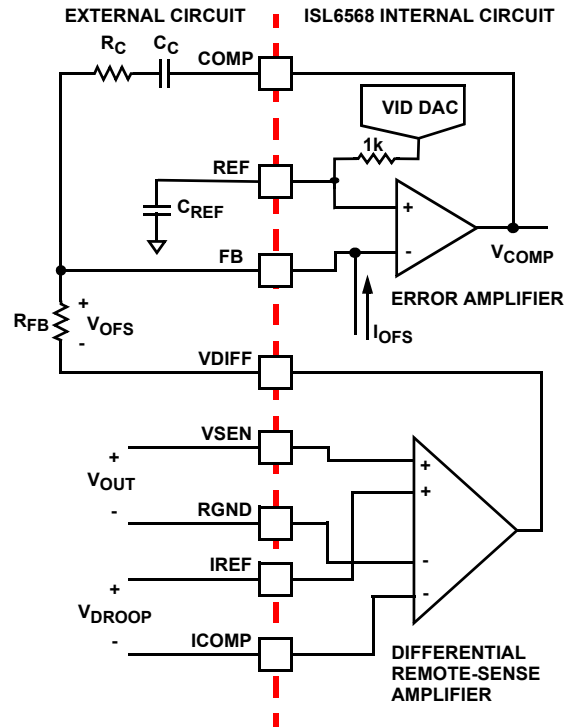 EXTERNAL CIRCUIT
ISL6568 INTERNAL CIRCUIT
RC
CC
COMP
VID DAC
1k
REF
CREF
+
-
FB
VCOMP
ERROR AMPLIFIER
IOFS
RFB
+
VOFS
-
VDIFF
VSEN
+
VOUT
-
RGND
IREF
+
VDROOP
-
ICOMP
+
+
-
-
DIFFERENTIAL
REMOTE-SENSE
AMPLIFIER